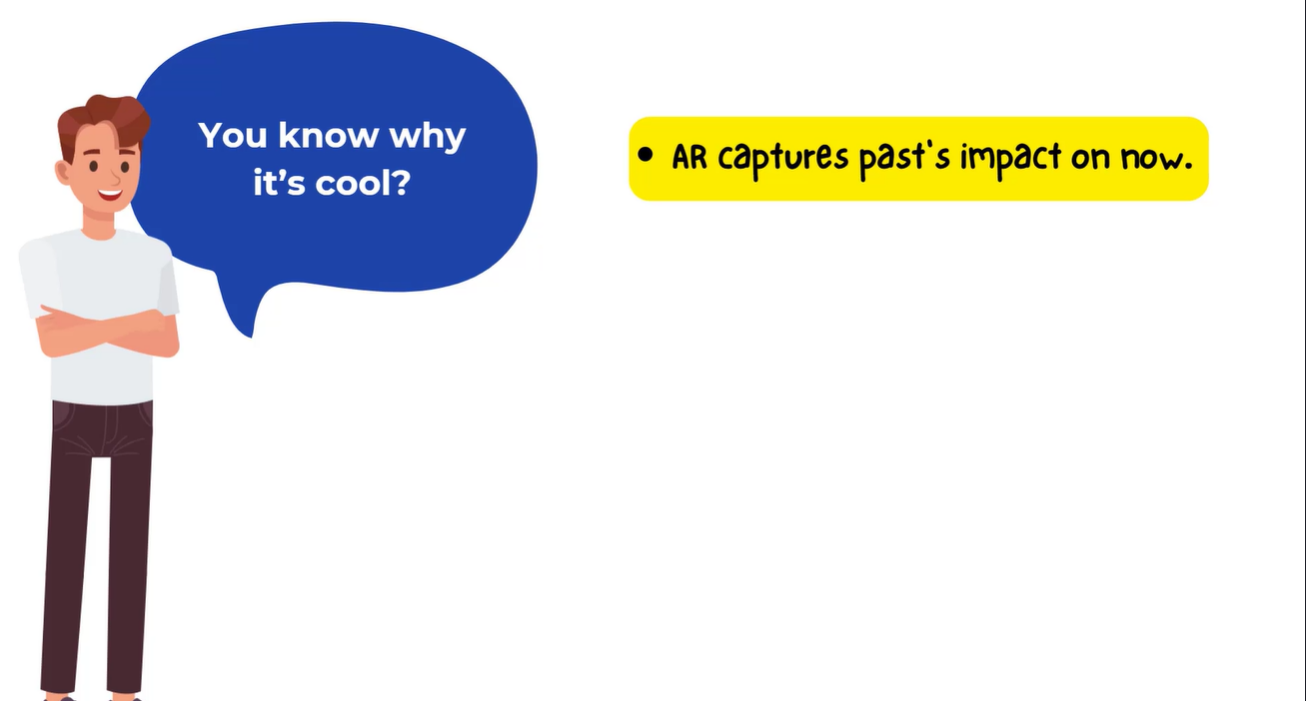 You know why
it's cool?
• AR captures past's impact on now.